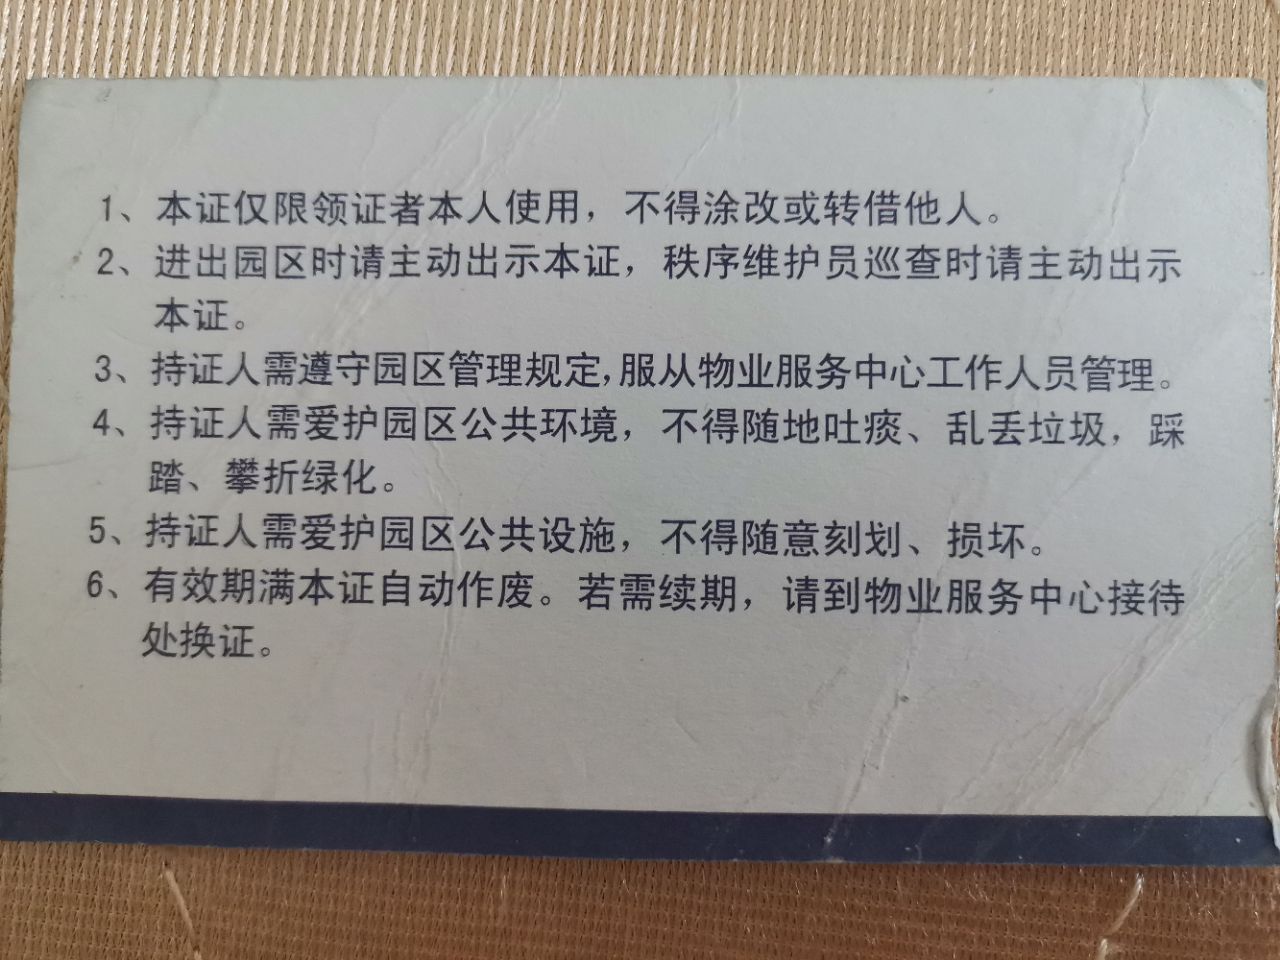 1、本证仅限领证者本人使用，不得涂改或转借他人。
2、进出园区时请主动出示本证，秩序维护员巡查时请主动出示
本证。
3、持证人需遵守园区管理规定,服从物业服务中心工作人员管理。
4、持证人需爱护园区公共环境，不得随地吐痰、乱丢垃圾，踩
踏、攀折绿化。
5、持证人需爱护园区公共设施，不得随意刻划、损坏。
6、有效期满本证自动作废。若需续期，请到物业服务中心接待
处换证。